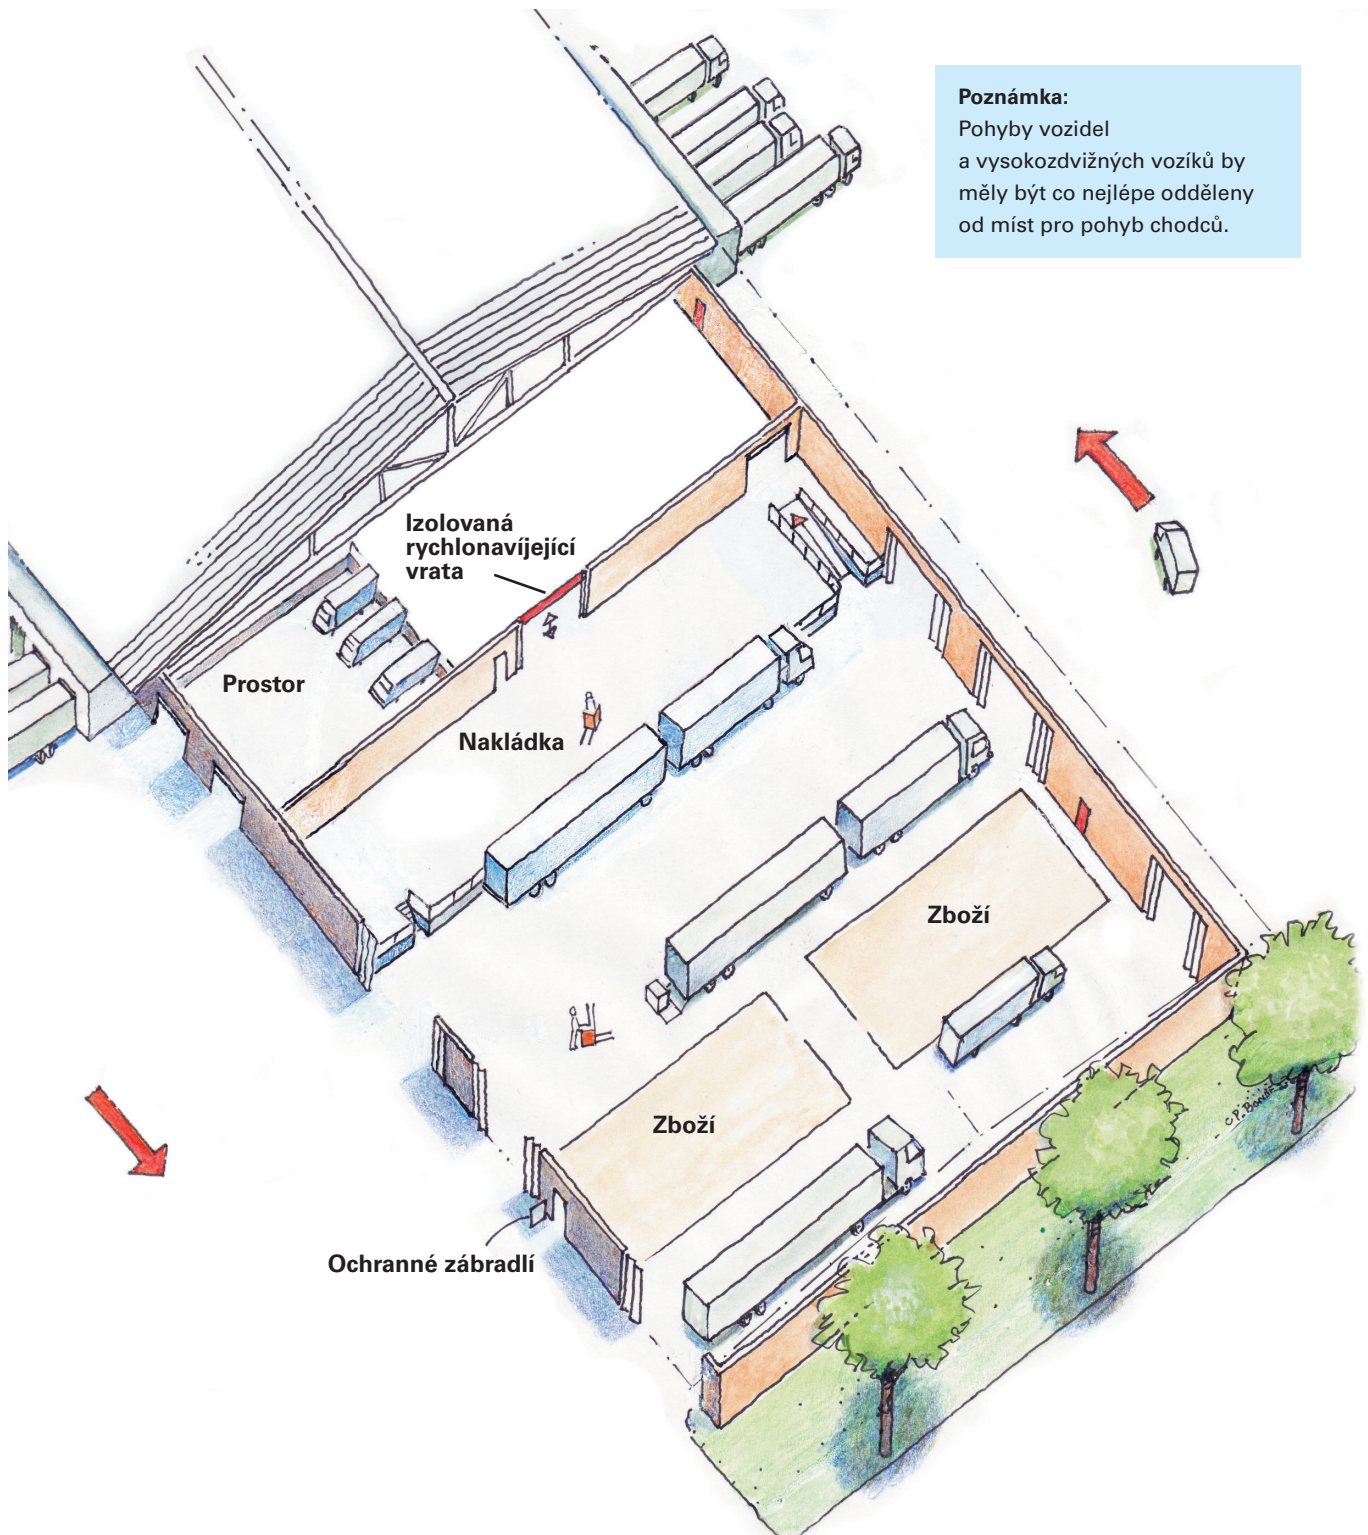 Poznámka:
Pohyby vozidel
a vysokozdvižných vozíků by
měly být co nejlépe odděleny
od míst pro pohyb chodců.
Izolovaná
rychlonavíjející
vrata
Prostor
Nakládka
Zboží
Zboží
Ochranné zábradlí